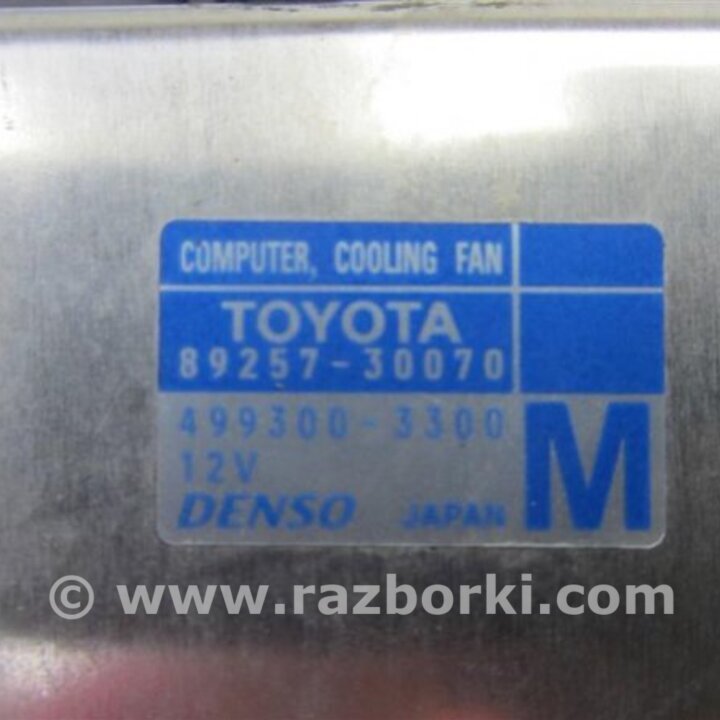 COMPUTER, COOLING FAN
TOYOTA
89257-30070
499300-3300
12V
DENSO JAPAN M
© www.razborki.com